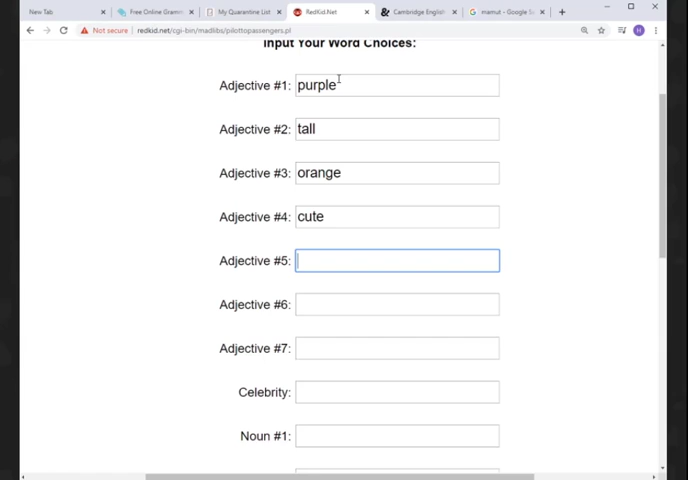 New Tab
Free Online Gramm
My Quarantine List
RedKid.Net
Cambridge English
mamut - Google Se
Not secure | redkid.net/cgi-bin/madlibs/pilottopassengers.pl
H
Input Your Word Choices:
Adjective #1: purple
Adjective #2: tall
Adjective #3: orange
Adjective #4: cute
Adjective #5:
Adjective #6:
Adjective #7:
Celebrity:
Noun #1: